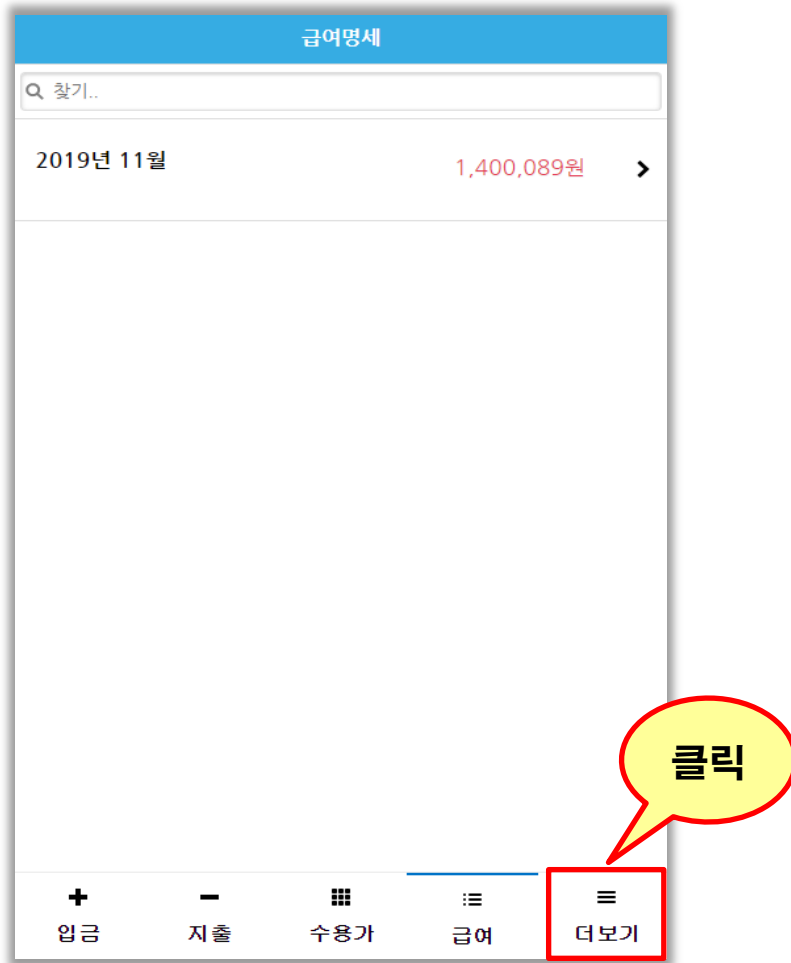 급여명세
찾기..
2019년 11월 1,400,089원
클릭
입금 지출 수용가 급여 더보기